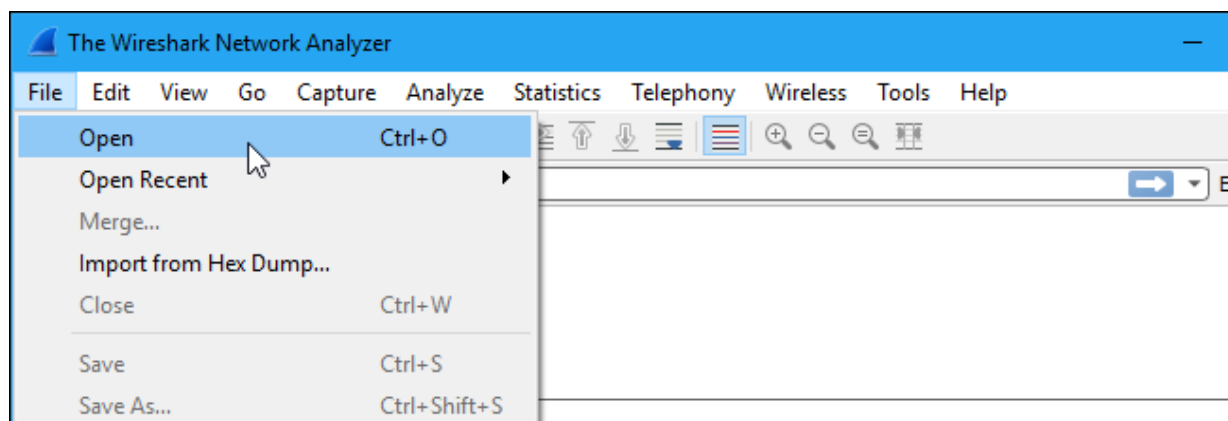 The Wireshark Network Analyzer
File Edit View Go Capture Analyze Statistics Telephony Wireless Tools Help
Open Ctrl+O
Open Recent
Merge...
Import from Hex Dump...
Close Ctrl+W
Save Ctrl+S
Save As... Ctrl+Shift+S